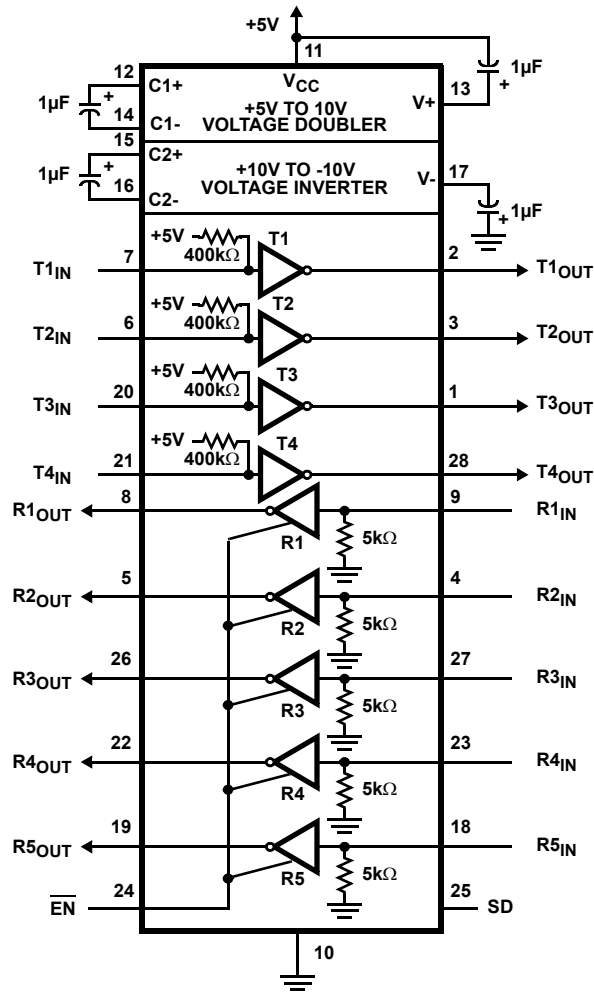 +5V
11
12
C1+
VCC
1µF
+
13
V+
1µF
+
+5V TO 10V
VOLTAGE DOUBLER
14
C1-
15
C2+
1µF
+
+10V TO -10V
VOLTAGE INVERTER
V-
17
16
C2-
+
1µF
+5V
400kΩ
T1
T1IN
7
2
T1OUT
+5V
400kΩ
T2
T2IN
6
3
T2OUT
+5V
400kΩ
T3
T3IN
20
1
T3OUT
+5V
400kΩ
T4
T4IN
21
28
T4OUT
R1OUT
8
9
R1IN
R1
5kΩ
R2OUT
5
4
R2IN
R2
5kΩ
R3OUT
26
27
R3IN
R3
5kΩ
R4OUT
22
23
R4IN
R4
5kΩ
R5OUT
19
18
R5IN
R5
5kΩ
EN
24
25
SD
10